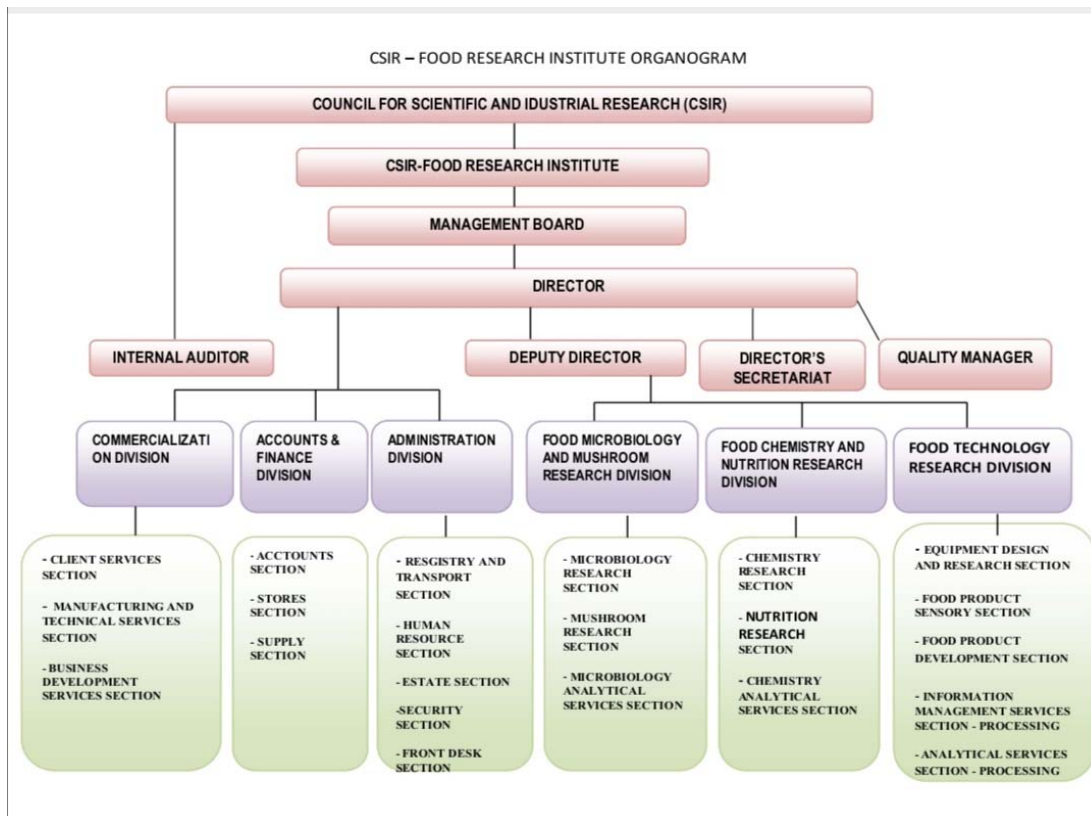 CSIR – FOOD RESEARCH INSTITUTE ORGANOGRAM
COUNCIL FOR SCIENTIFIC AND IDUSTRIAL RESEARCH (CSIR)
CSIR-FOOD RESEARCH INSTITUTE
MANAGEMENT BOARD
DIRECTOR
INTERNAL AUDITOR
DEPUTY DIRECTOR
DIRECTOR'S
SECRETARIAT
QUALITY MANAGER
COMMERCIALIZATI
ON DIVISION
ACCOUNTS &
FINANCE
DIVISION
ADMINISTRATION
DIVISION
FOOD MICROBIOLOGY
AND MUSHROOM
RESEARCH DIVISION
FOOD CHEMISTRY AND
NUTRITION RESEARCH
DIVISION
FOOD TECHNOLOGY
RESEARCH DIVISION
- CLIENT SERVICES
SECTION
- MANUFACTURING AND
TECHNICAL SERVICES
SECTION
- BUSINESS
DEVELOPMENT
SERVICES SECTION
- ACCTOUNTS
SECTION
- STORES
SECTION
- SUPPLY
SECTION
- RESGISTRY AND
TRANSPORT
SECTION
- HUMAN
RESOURCE
SECTION
- ESTATE SECTION
-SECURITY
SECTION
- FRONT DESK
SECTION
- MICROBIOLOGY
RESEARCH
SECTION
- MUSHROOM
RESEARCH
SECTION
- MICROBIOLOGY
ANALYTICAL
SERVICES SECTION
- CHEMISTRY
RESEARCH
SECTION
- NUTRITION
RESEARCH
SECTION
- CHEMISTRY
ANALYTICAL
SERVICES SECTION
- EQUIPMENT DESIGN
AND RESEARCH SECTION
- FOOD PRODUCT
SENSORY SECTION
- FOOD PRODUCT
DEVELOPMENT SECTION
- INFORMATION
MANAGEMENT SERVICES
SECTION - PROCESSING
- ANALYTICAL SERVICES
SECTION - PROCESSING